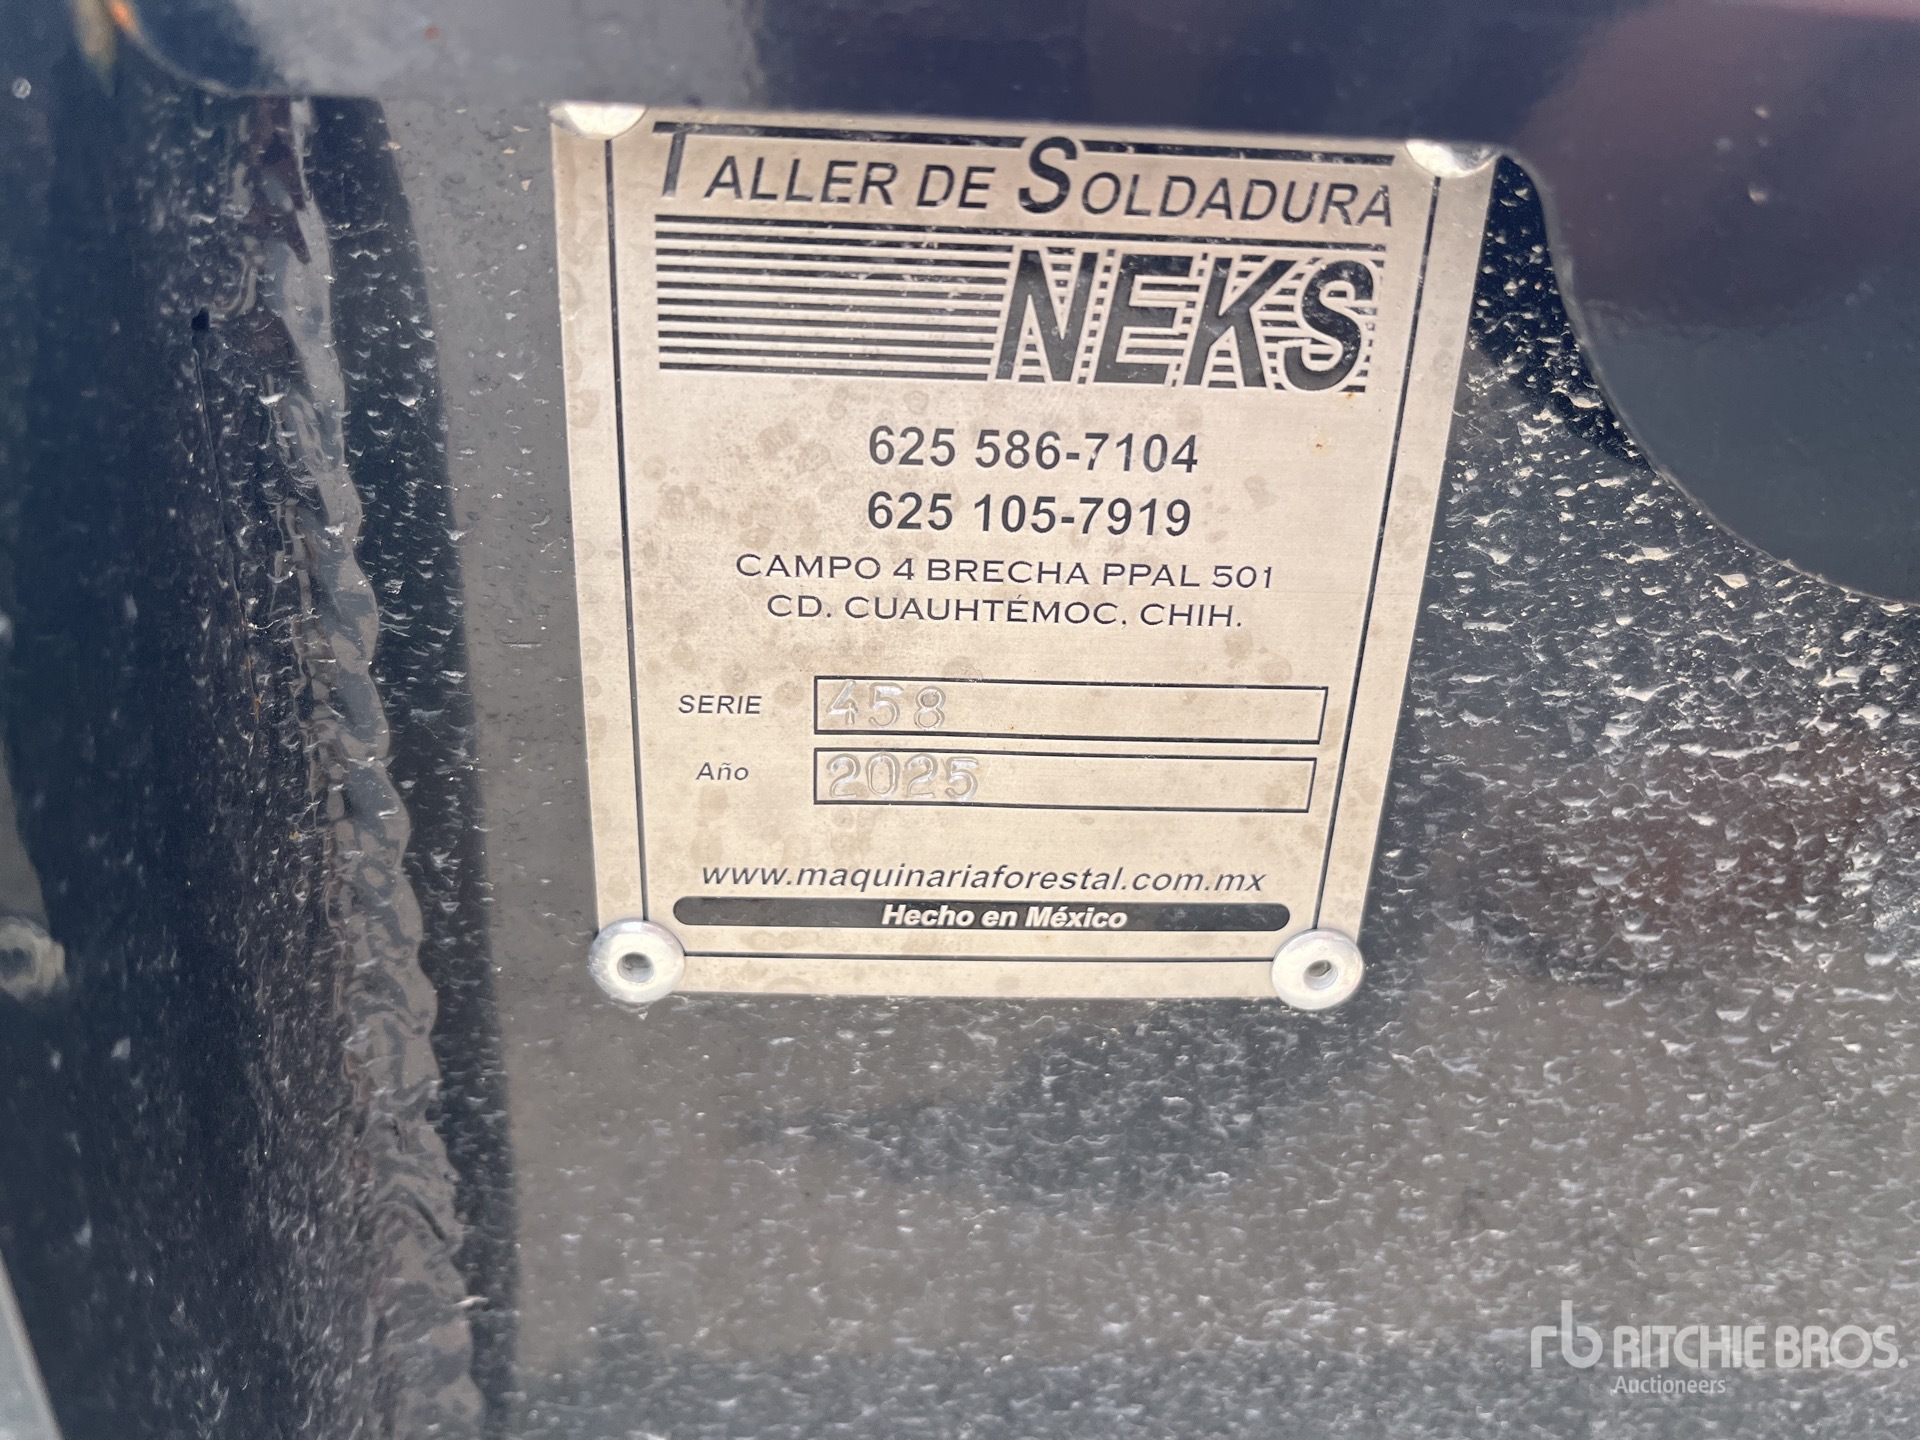 TALLER DE SOLDADURA
NEKS
625 586-7104
625 105-7919
CAMPO 4 BRECHA PPAL 501
CD. CUAUHTÉMOC, CHIH.
SERIE 458
Año 2025
www.maquinariaforestal.com.mx
Hecho en México
rb RITCHIE BROS.
Auctioneers